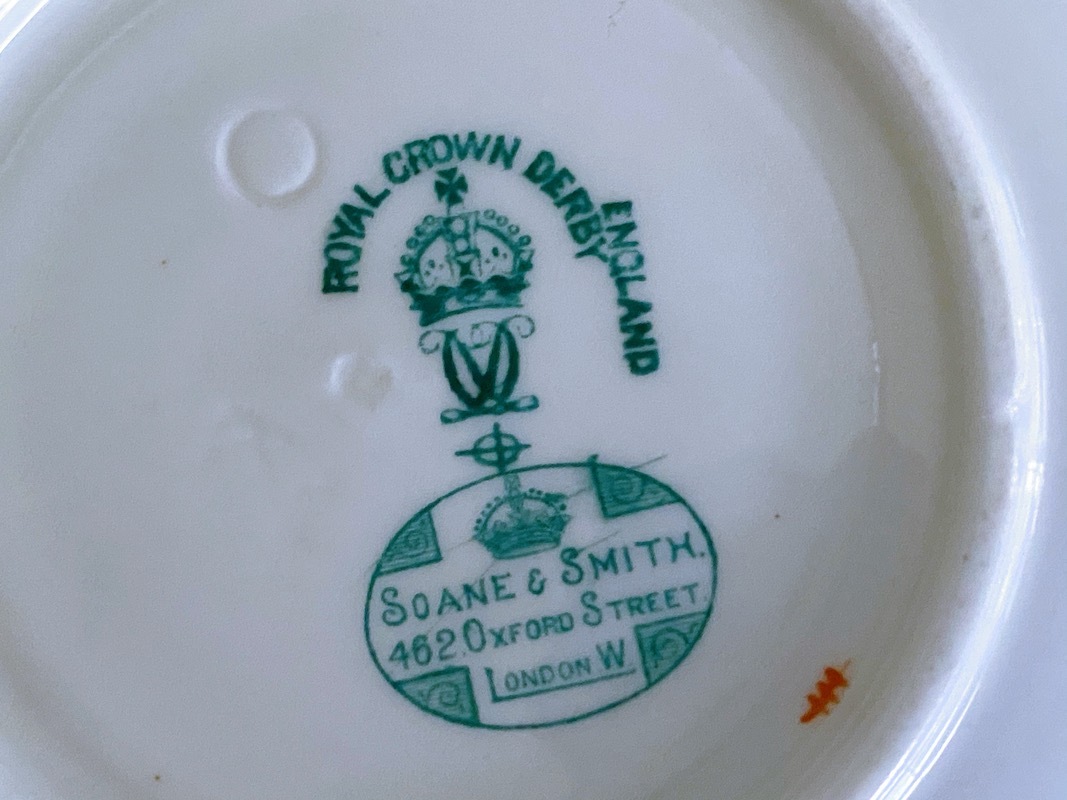 ROYAL CROWN DERBY
ENGLAND
SOANE & SMITH.
462, OXFORD STREET.
LONDON W.